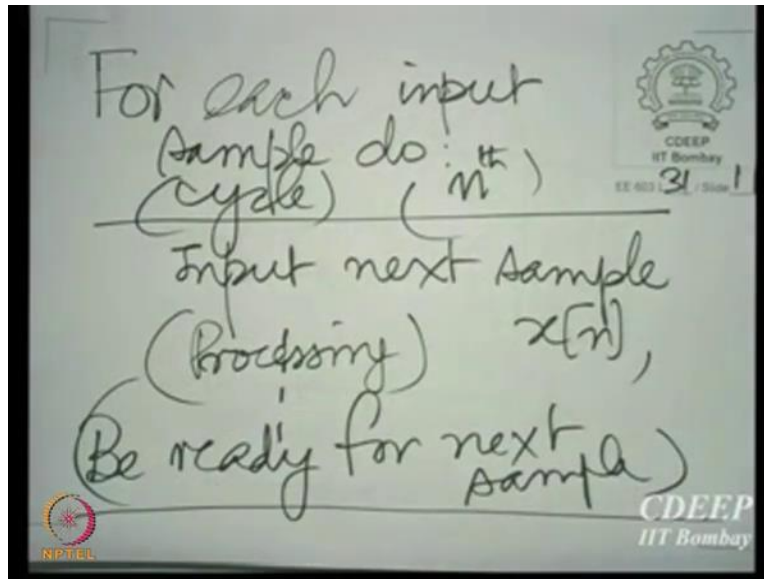 For each input
sample do:
(cycle) (nth)
Input next sample
(Processing) x[n],
(Be ready for next
sample)
CDEEP
IIT Bombay
EE 603 L 31 / Slide 1
NPTEL
CDEEP
IIT Bombay